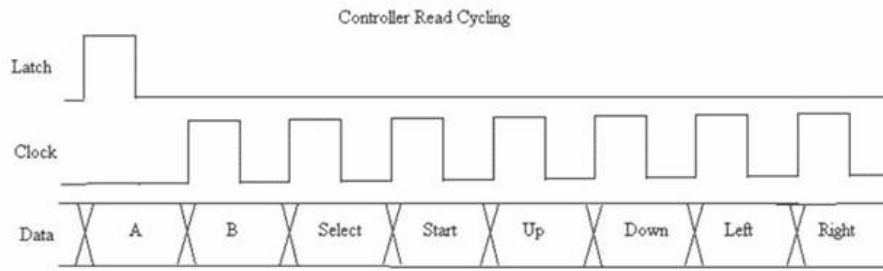 Controller Read Cycling
Latch
Clock
Data A B Select Start Up Down Left Right